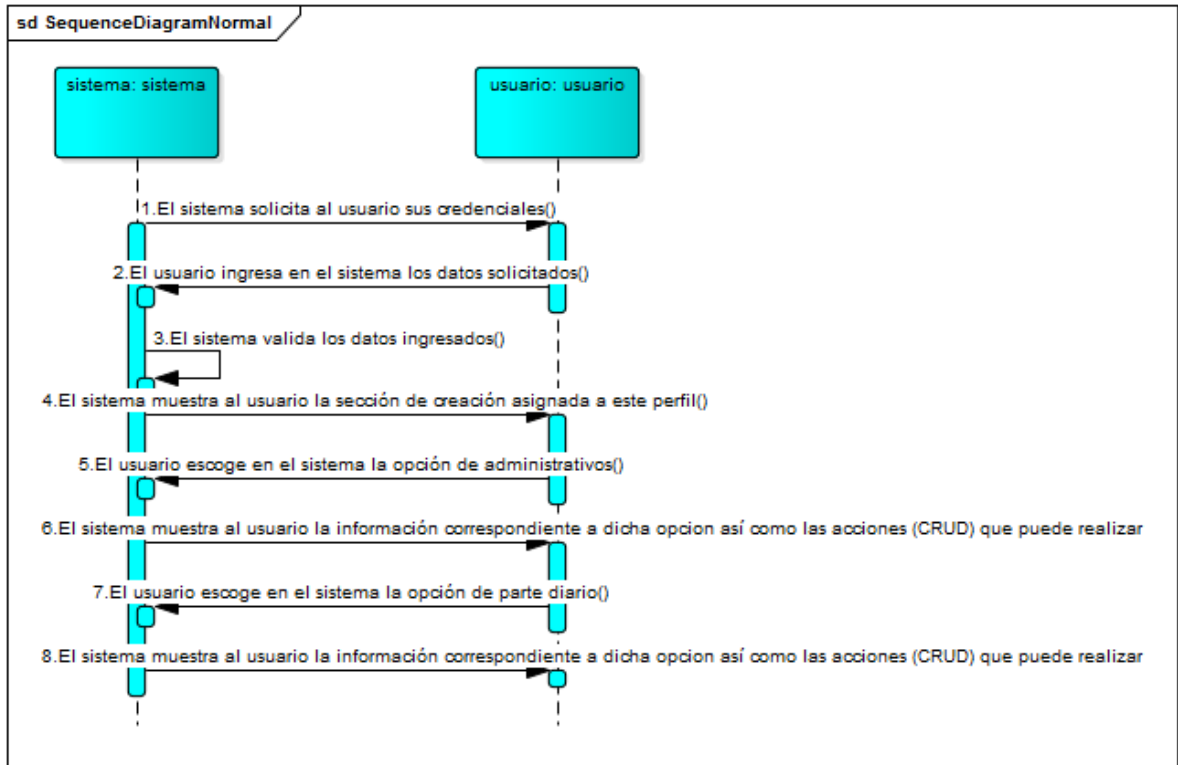 sd SequenceDiagramNormal
sistema: sistema
usuario: usuario
1.El sistema solicita al usuario sus credenciales()
2.El usuario ingresa en el sistema los datos solicitados()
3.El sistema valida los datos ingresados()
4.El sistema muestra al usuario la sección de creación asignada a este perfil()
5.El usuario escoge en el sistema la opción de administrativos()
6.El sistema muestra al usuario la información correspondiente a dicha opcion así como las acciones (CRUD) que puede realizar
7.El usuario escoge en el sistema la opción de parte diario()
8.El sistema muestra al usuario la información correspondiente a dicha opcion así como las acciones (CRUD) que puede realizar